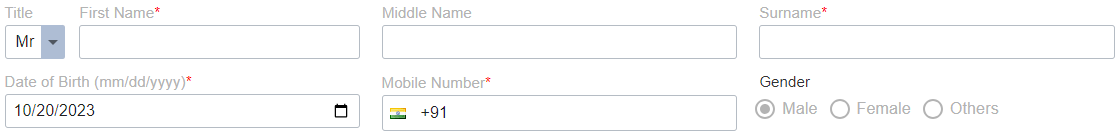 Title First Name* Middle Name Surname*
Mr
Date of Birth (mm/dd/yyyy)* Mobile Number* Gender
10/20/2023 +91 Male Female Others